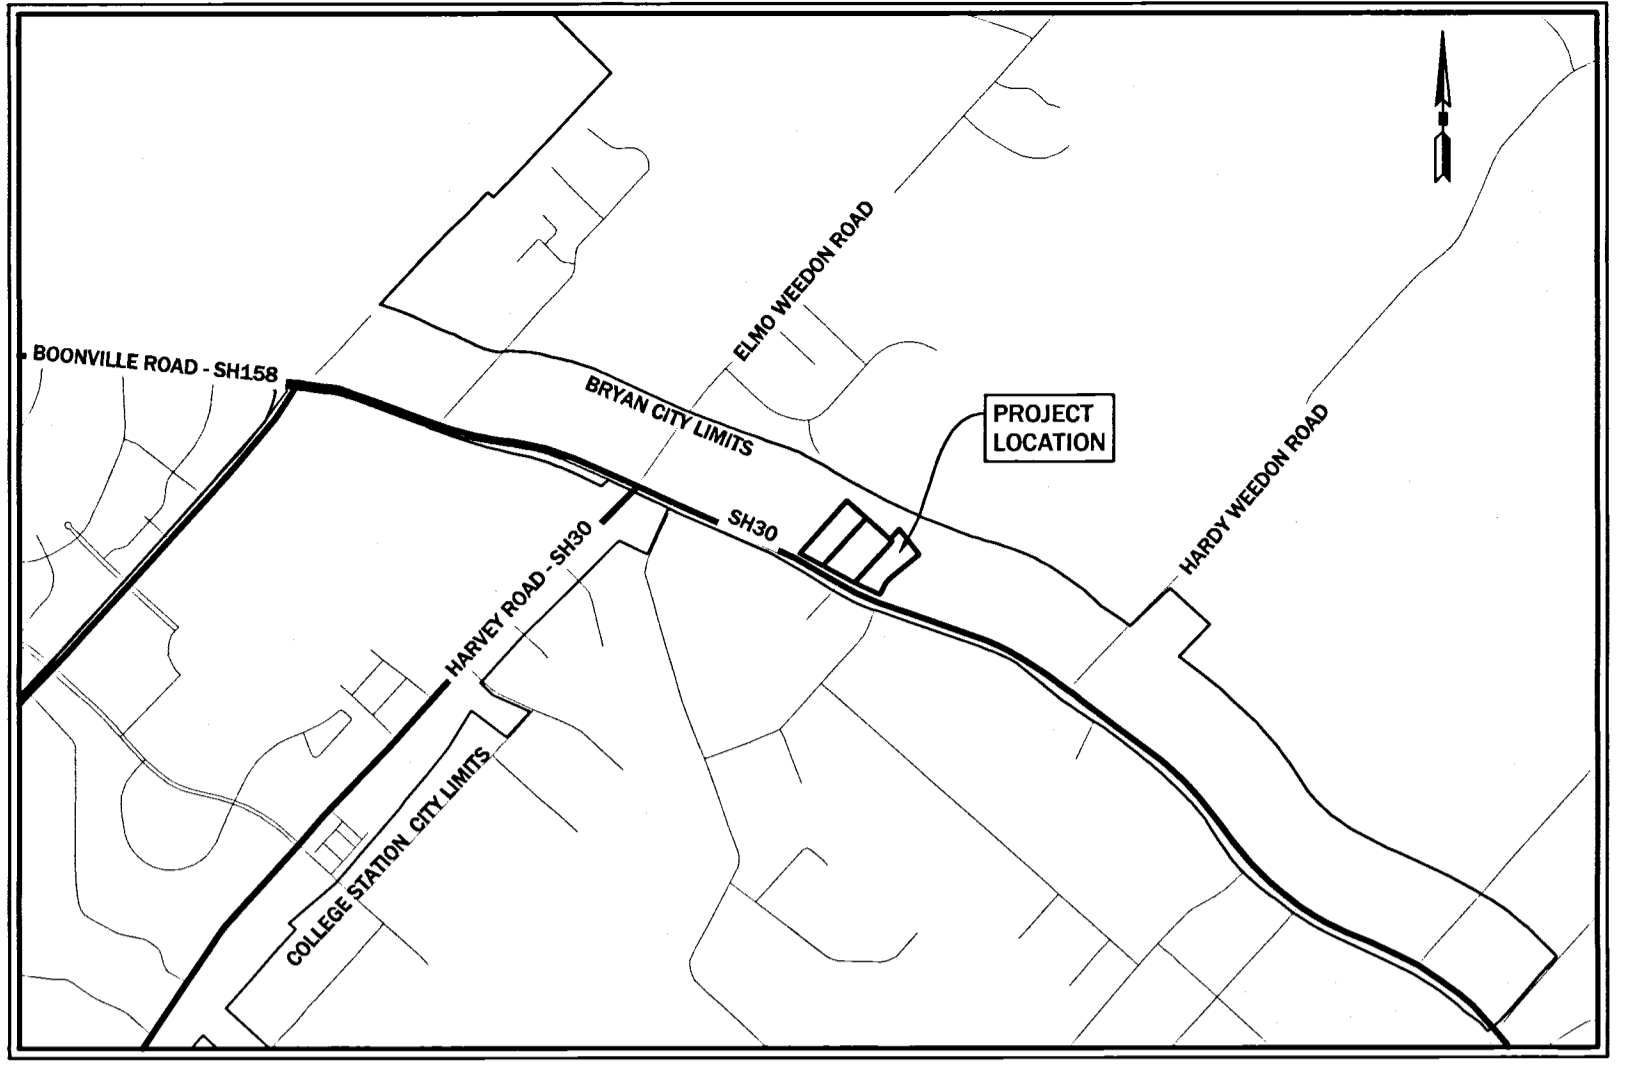 ELMO WEEDON ROAD
BOONVILLE ROAD - SH158
BRYAN CITY LIMITS
PROJECT
LOCATION
HARDY WEEDON ROAD
SH30
HARVEY ROAD - SH30
COLLEGE STATION CITY LIMITS